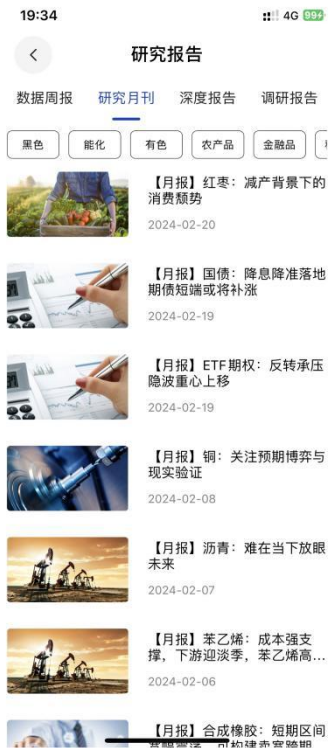 19:34
4G 99+
研究报告
数据周报 研究月刊 深度报告 调研报告
黑色 能化 有色 农产品 金融品
【月报】红枣：减产背景下的
消费颓势
2024-02-20
【月报】国债：降息降准落地
期债短端或将补涨
2024-02-19
【月报】ETF期权：反转承压
隐波重心上移
2024-02-19
【月报】铜：关注预期博弈与
现实验证
2024-02-08
【月报】沥青：难在当下放眼
未来
2024-02-07
【月报】苯乙烯：成本强支
撑，下游迎淡季，苯乙烯高...
2024-02-06
【月报】合成橡胶：短期区间